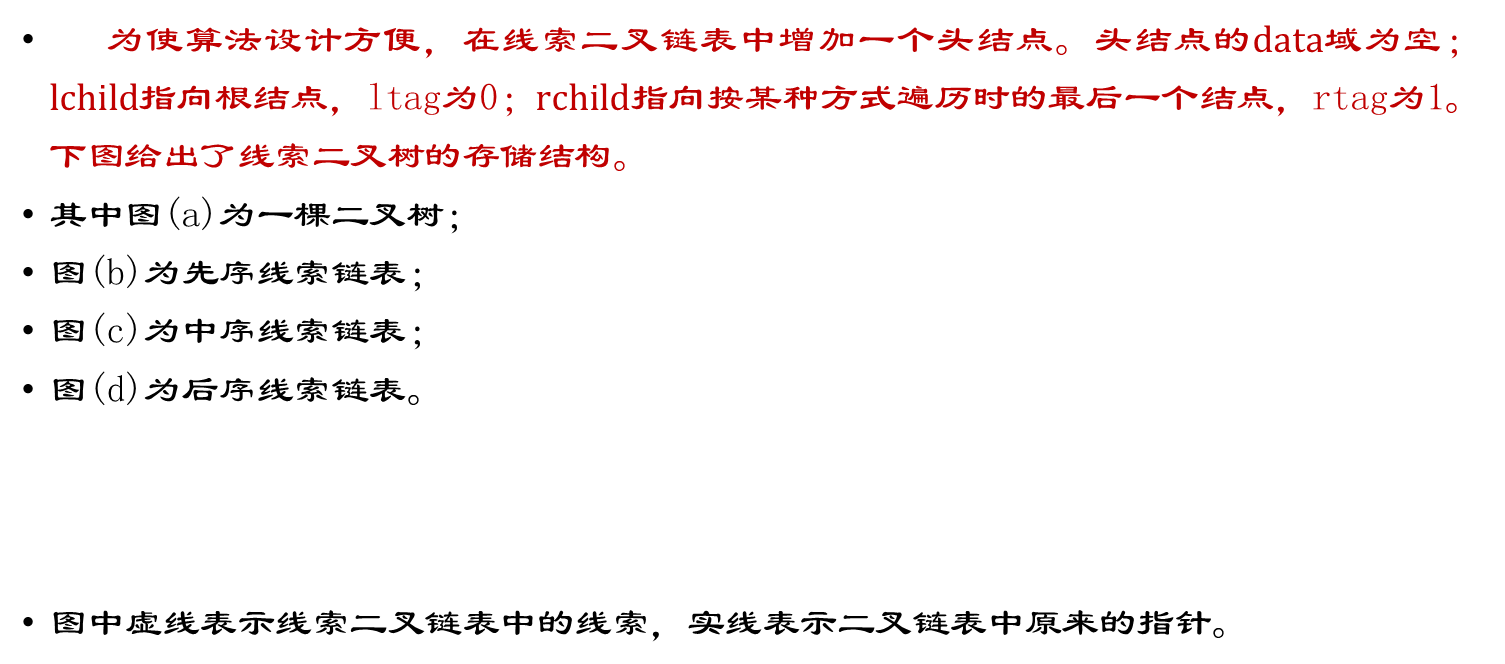 • 为使算法设计方便，在线索二叉链表中增加一个头结点。头结点的data域为空；
lchild指向根结点，ltag为0；rchild指向按某种方式遍历时的最后一个结点，rtag为1。
下图给出了线索二叉树的存储结构。
• 其中图(a)为一棵二叉树；
• 图(b)为先序线索链表；
• 图(c)为中序线索链表；
• 图(d)为后序线索链表。
• 图中虚线表示线索二叉链表中的线索，实线表示二叉链表中原来的指针。